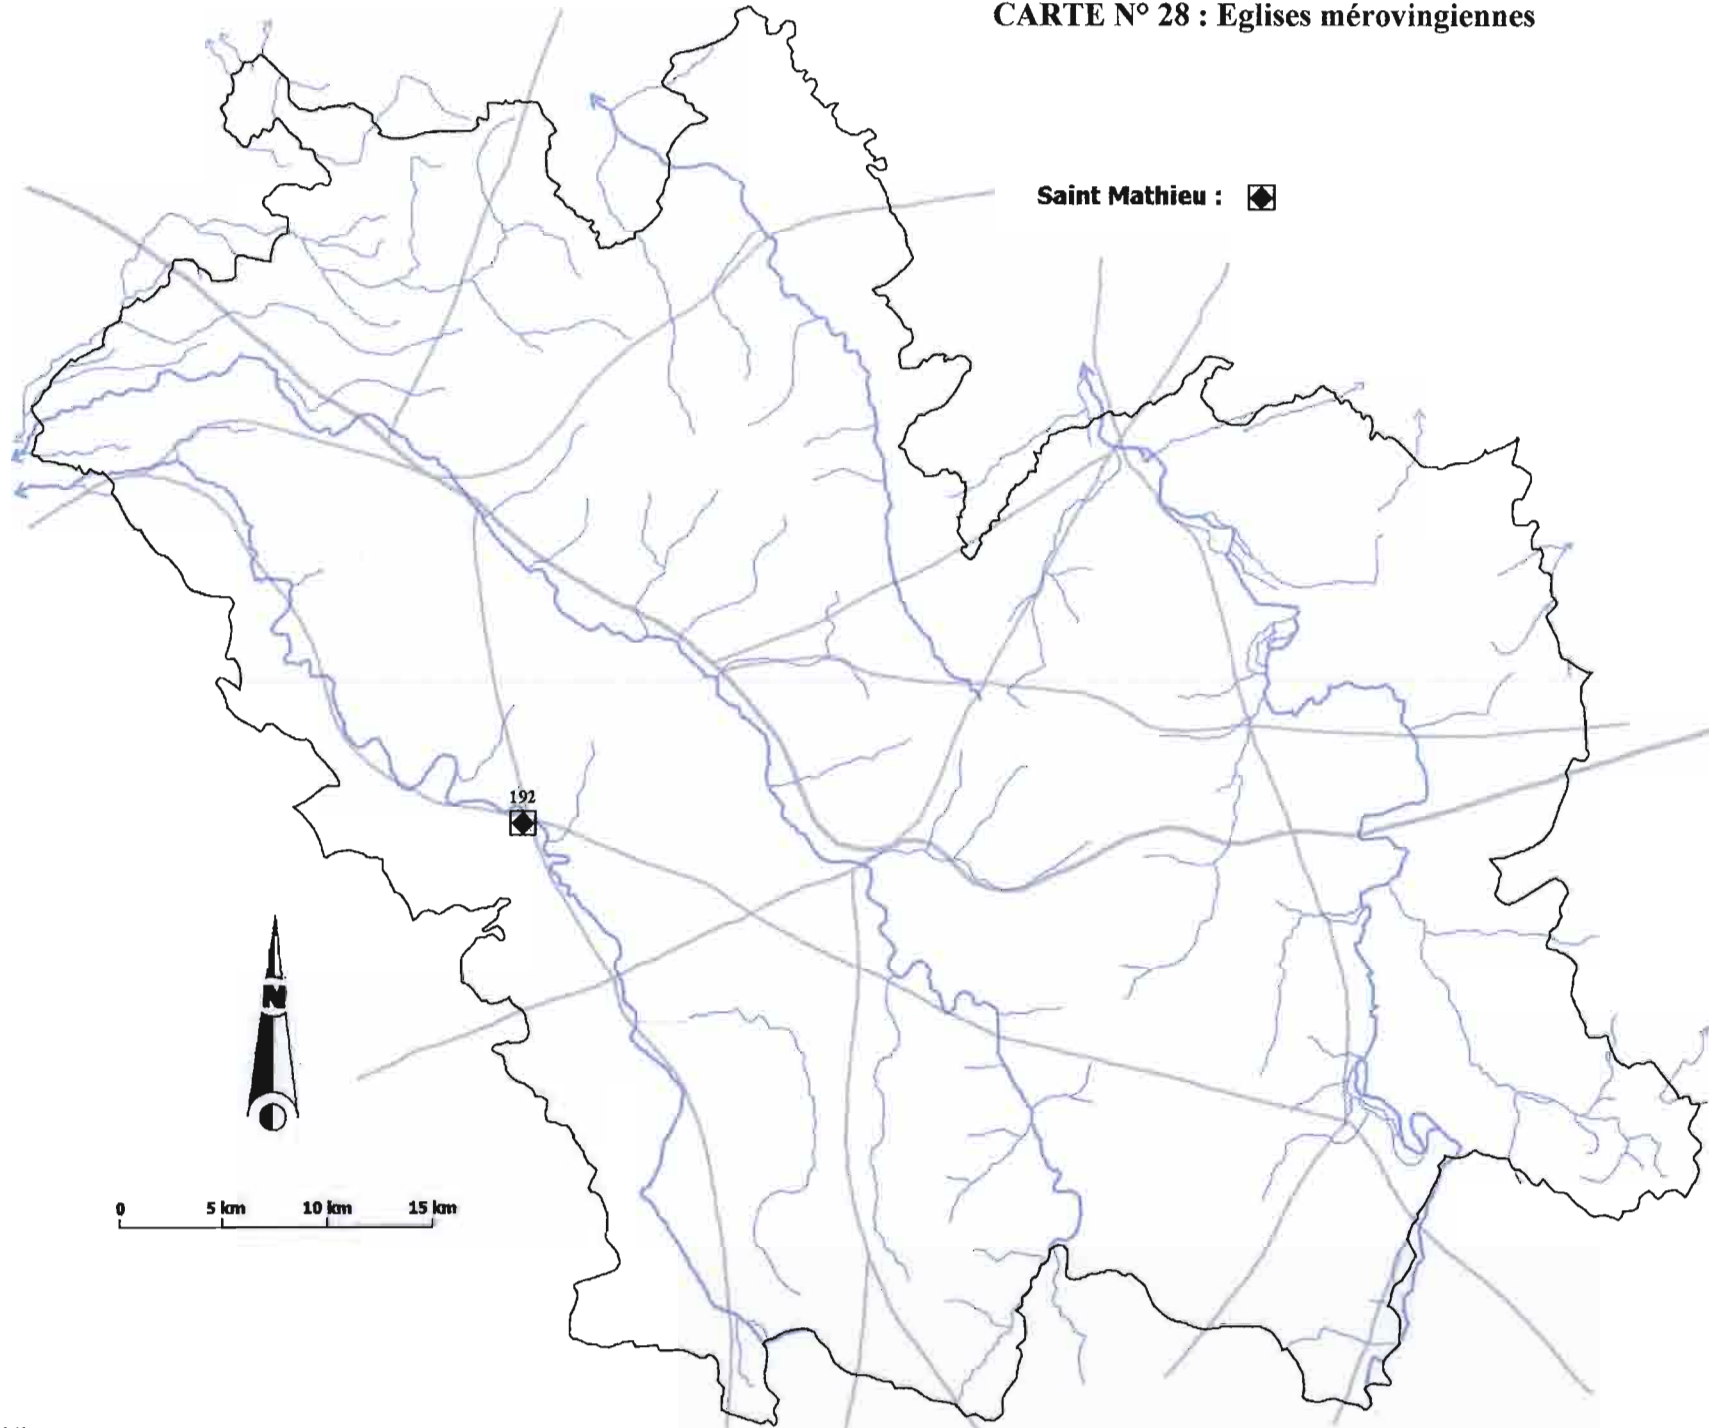 CARTE N° 28 : Eglises mérovingiennes
Saint Mathieu :
192
N
0 5 km 10 km 15 km